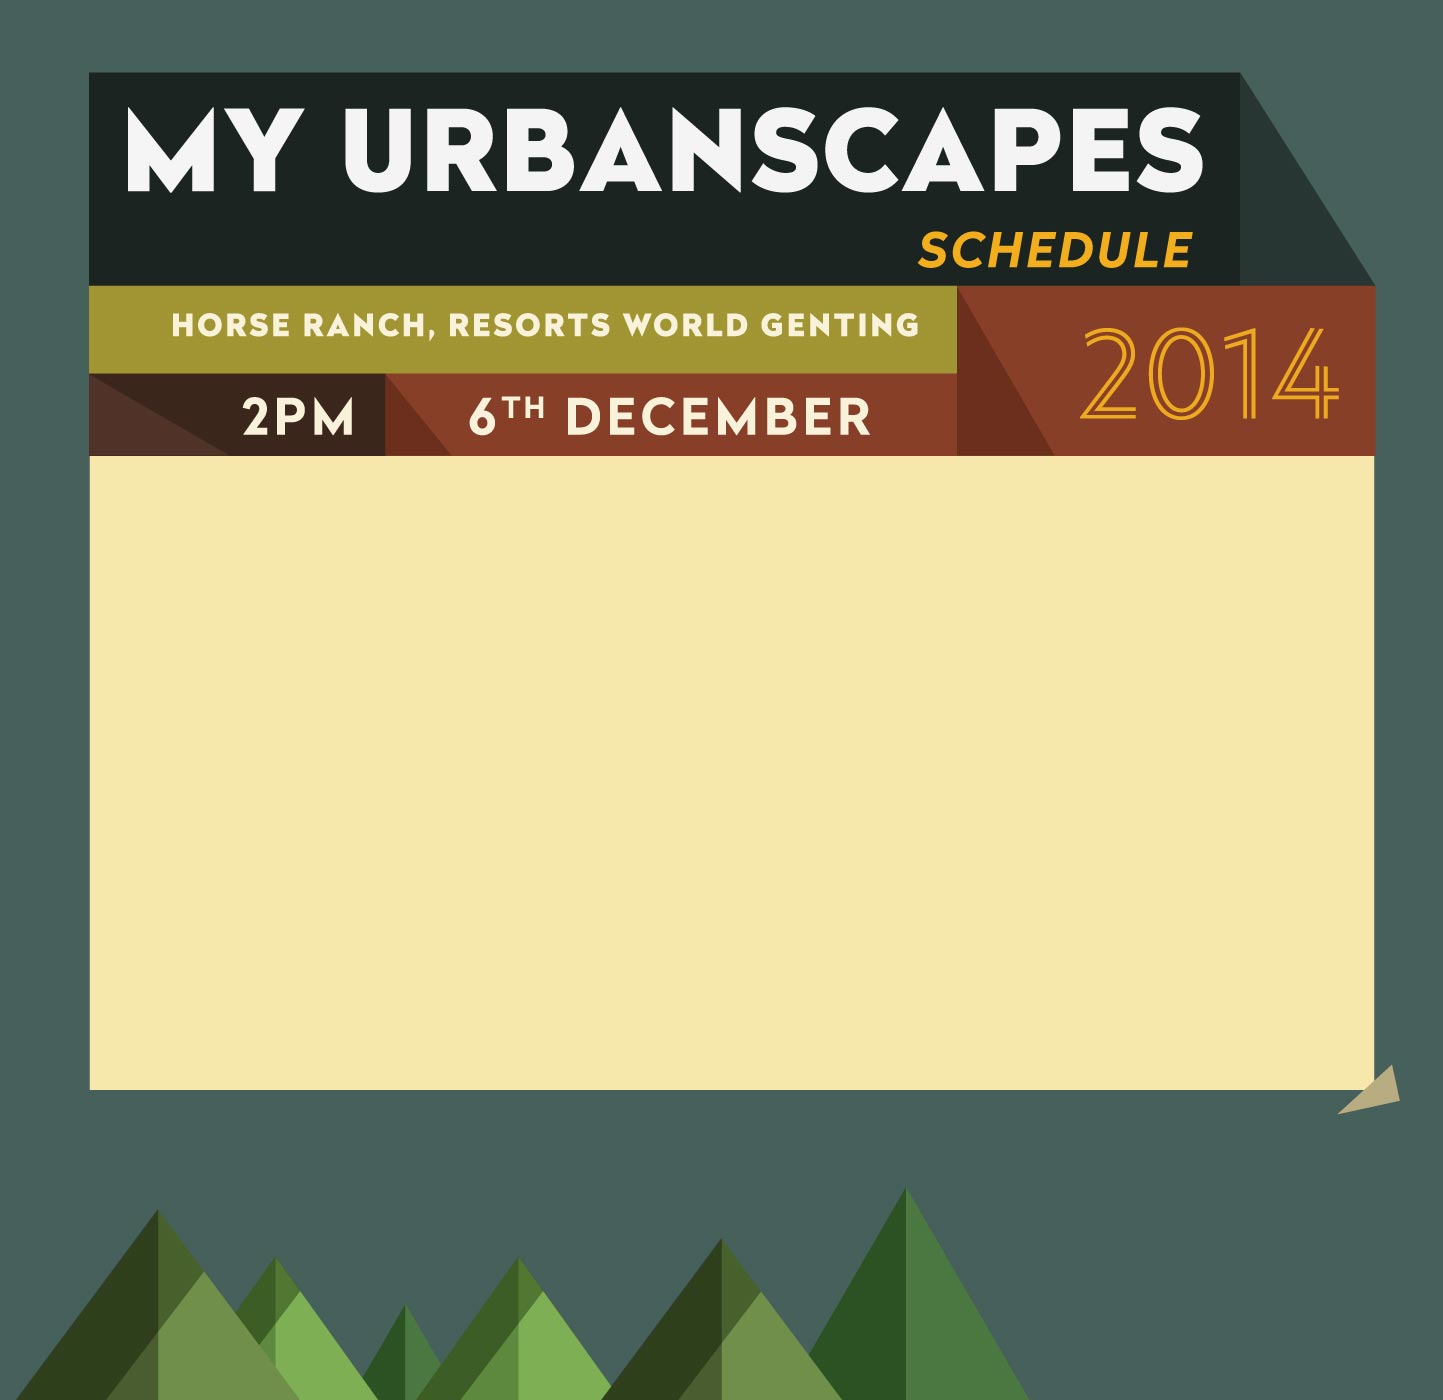 MY URBANSCAPES
SCHEDULE
HORSE RANCH, RESORTS WORLD GENTING
2PM 6TH DECEMBER 2014